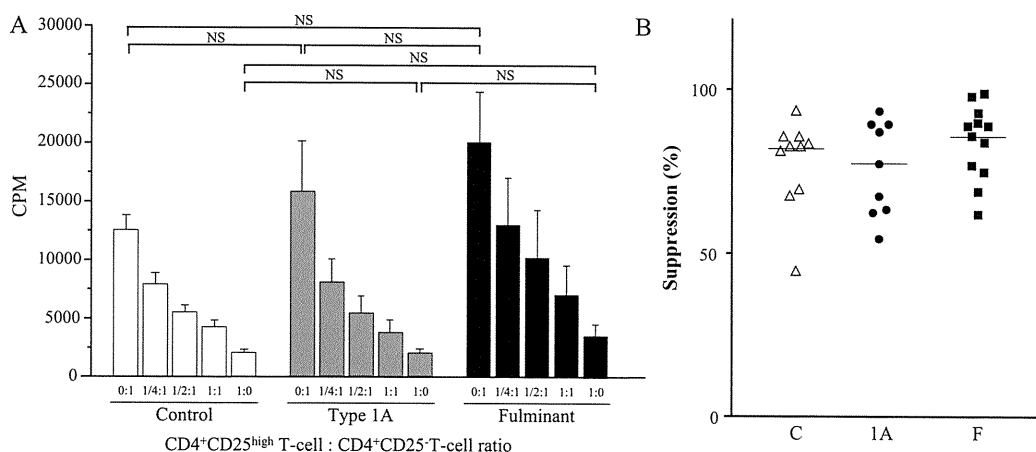 A
B
NS
NS
NS
NS
NS
NS
30000
25000
20000
15000
10000
5000
0
CPM
0:1 1/4:1 1/2:1 1:1 1:0
0:1 1/4:1 1/2:1 1:1 1:0
0:1 1/4:1 1/2:1 1:1 1:0
Control Type 1A Fulminant
CD4⁺CD25ʰⁱᵍʰ T-cell : CD4⁺CD25⁻T-cell ratio
100
50
0
Suppression (%)
C 1A F